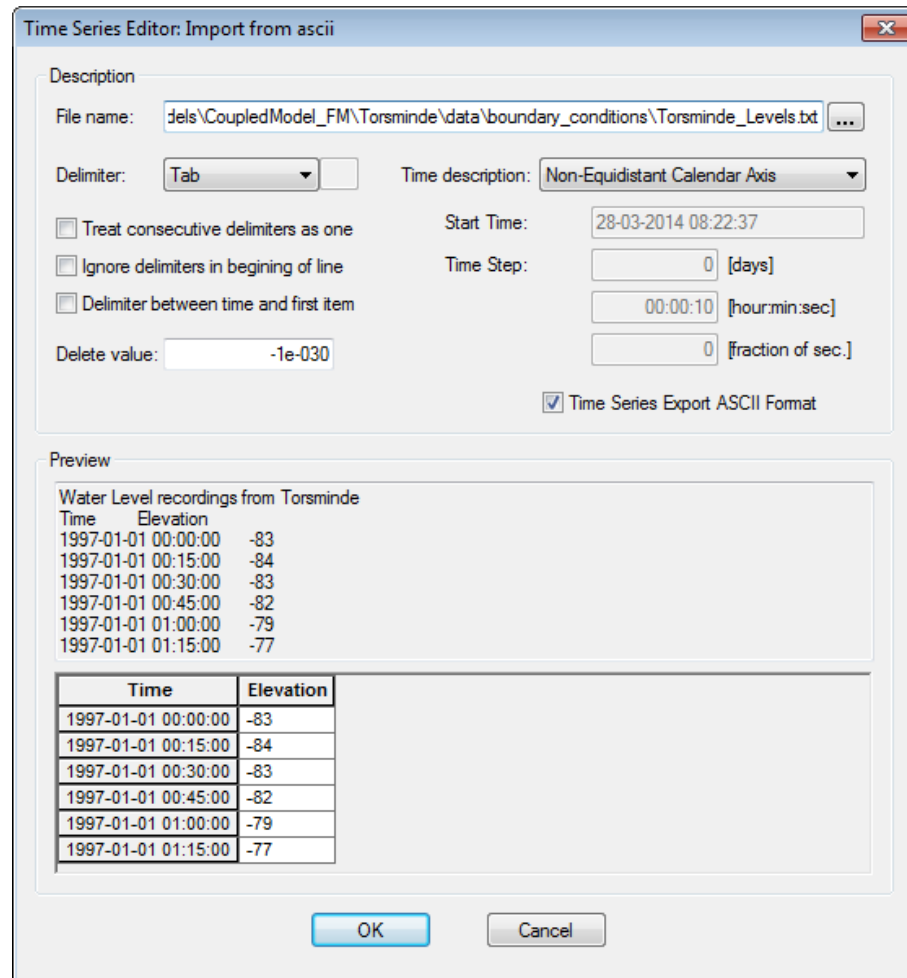 Time Series Editor: Import from ascii
Description
File name: dels\CoupledModel_FM\Torsminde\data\boundary_conditions\Torsminde_Levels.txt ...
Delimiter: Tab Time description: Non-Equidistant Calendar Axis
Treat consecutive delimiters as one Start Time: 28-03-2014 08:22:37
Ignore delimiters in begining of line Time Step: 0 [days]
Delimiter between time and first item 00:00:10 [hour:min:sec]
Delete value: -1e-030 0 [fraction of sec.]
Time Series Export ASCII Format
Preview
Water Level recordings from Torsminde
Time Elevation
1997-01-01 00:00:00 -83
1997-01-01 00:15:00 -84
1997-01-01 00:30:00 -83
1997-01-01 00:45:00 -82
1997-01-01 01:00:00 -79
1997-01-01 01:15:00 -77
Time Elevation
1997-01-01 00:00:00 -83
1997-01-01 00:15:00 -84
1997-01-01 00:30:00 -83
1997-01-01 00:45:00 -82
1997-01-01 01:00:00 -79
1997-01-01 01:15:00 -77
OK Cancel